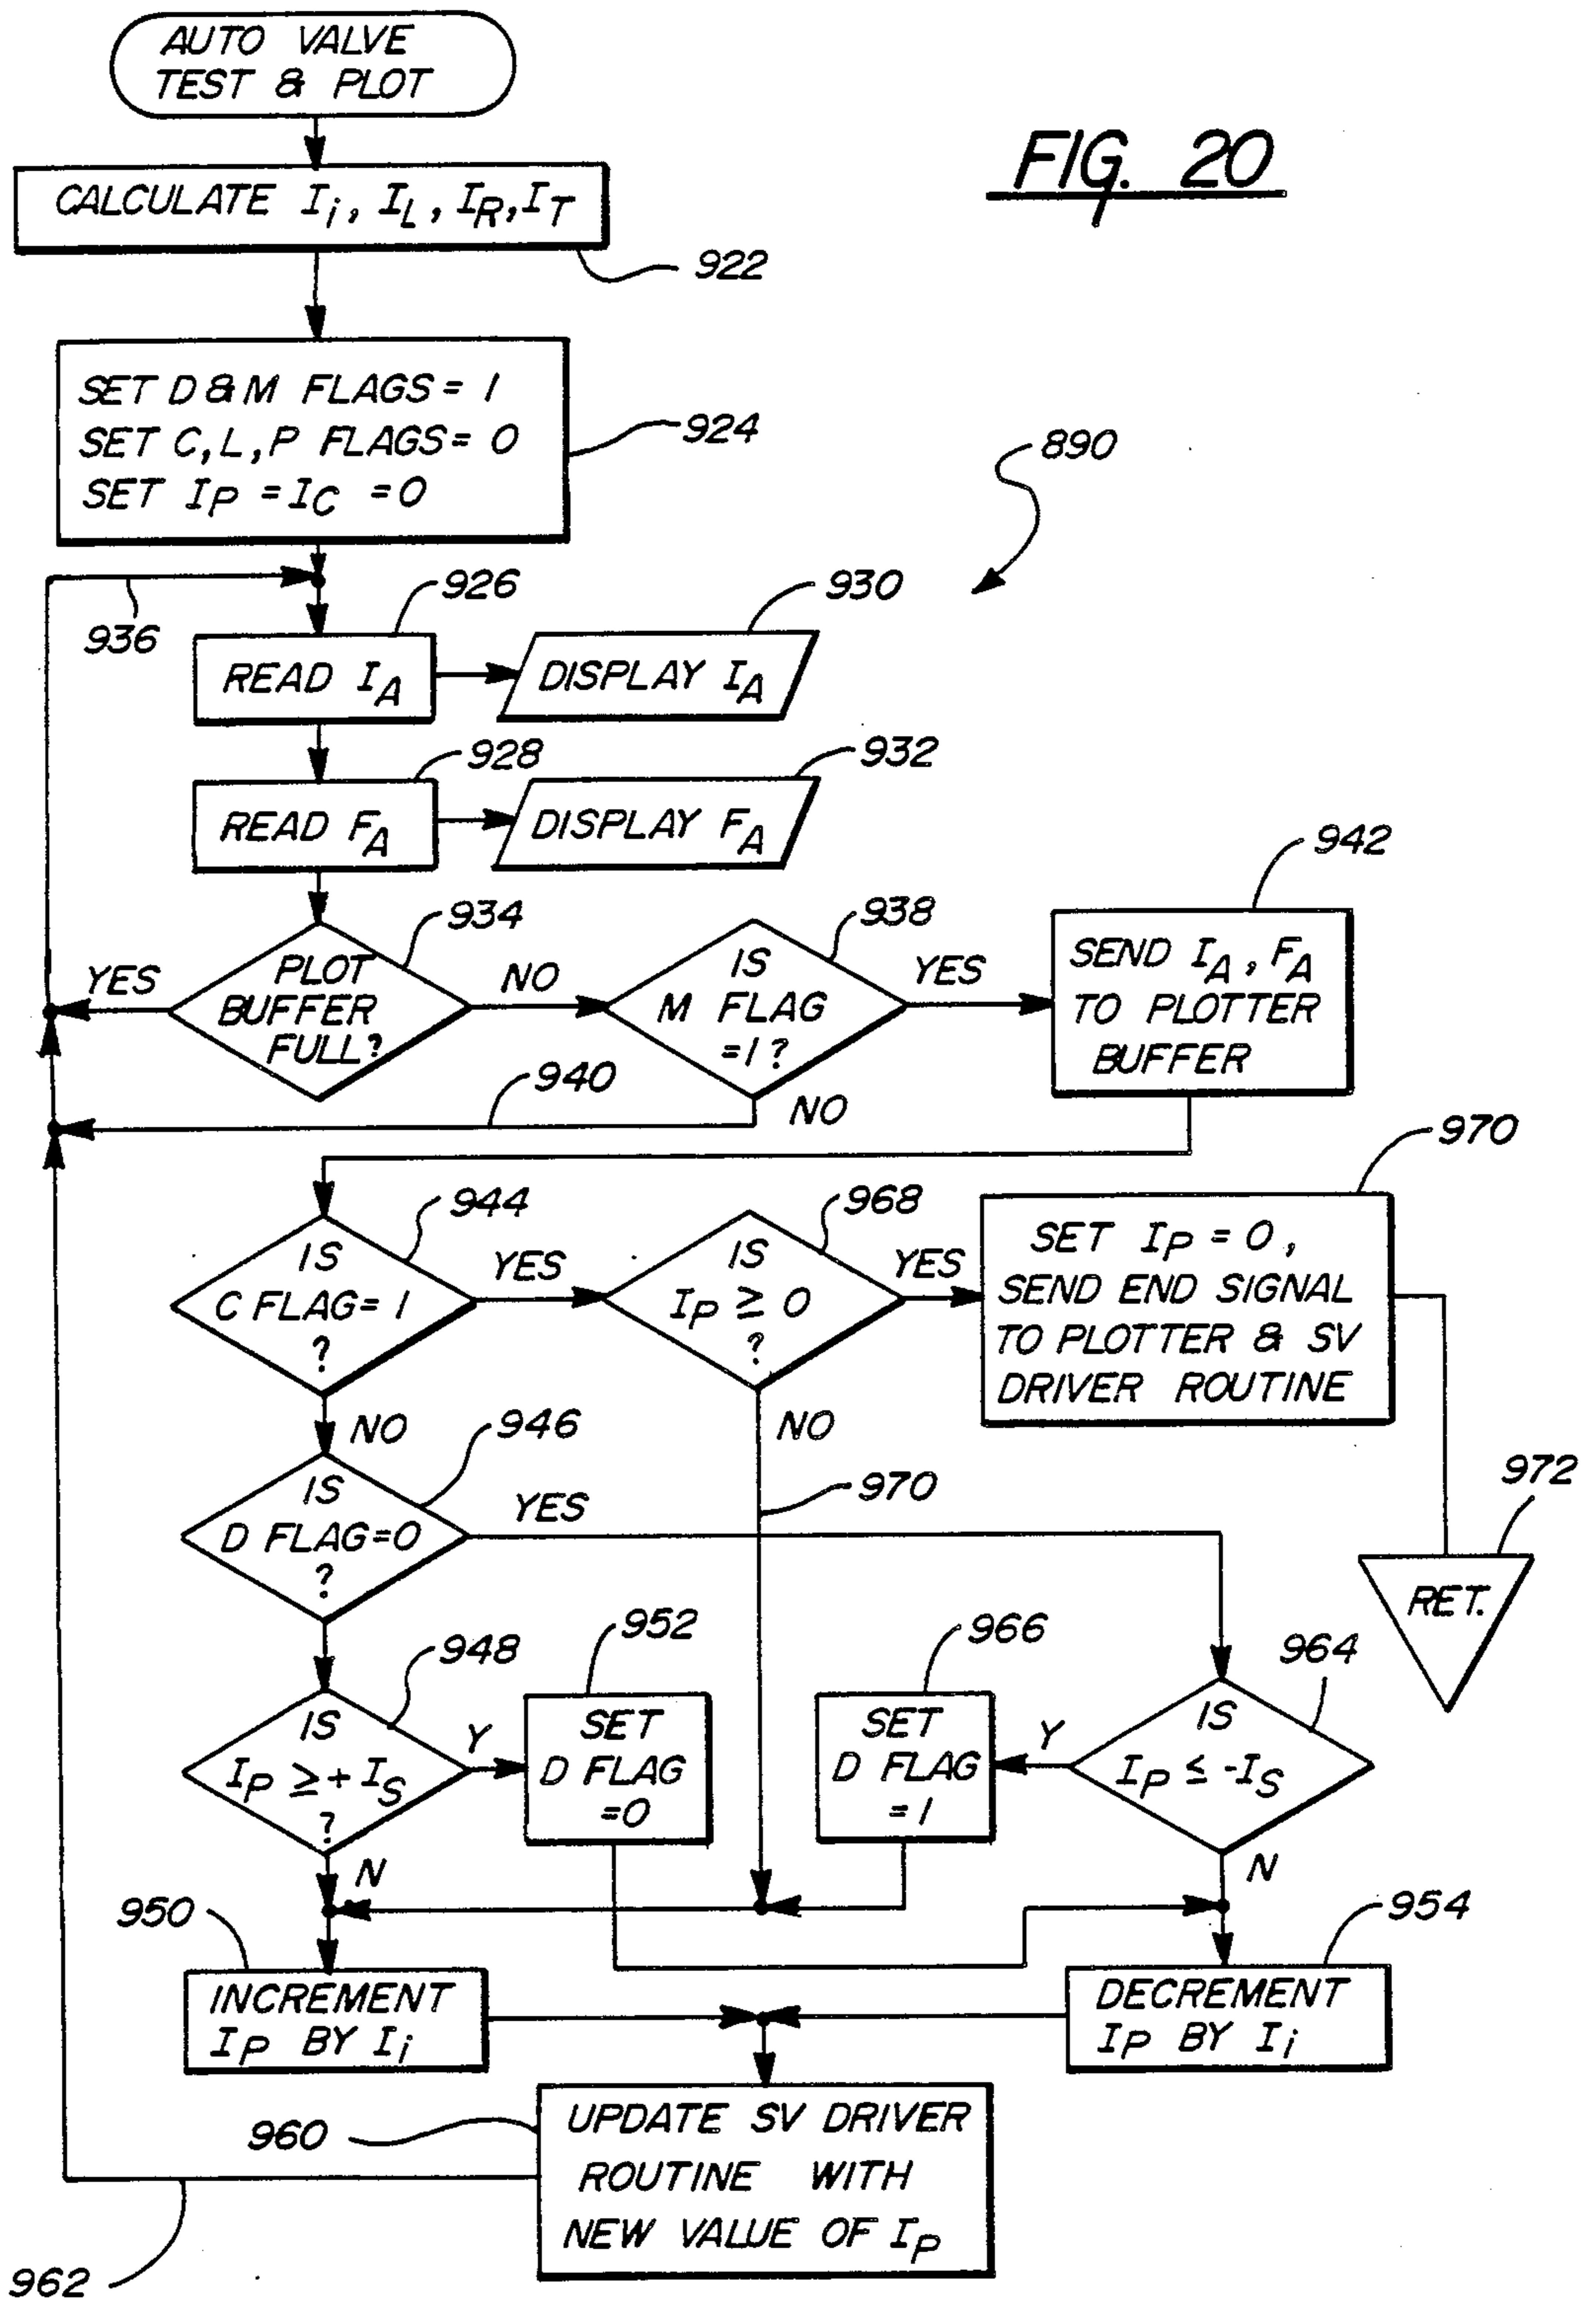 AUTO VALVE
TEST & PLOT
FIG. 20
CALCULATE Ii, IL, IR, IT
922
SET D & M FLAGS = 1
SET C, L, P FLAGS = 0
SET IP = IC = 0
924
890
936
926
READ IA
930
DISPLAY IA
928
READ FA
932
DISPLAY FA
934
PLOT
BUFFER
FULL?
YES
NO
938
IS
M FLAG
=1?
YES
942
SEND IA, FA
TO PLOTTER
BUFFER
940
NO
944
IS
C FLAG = 1
?
YES
968
IS
IP ≥ 0
?
YES
970
SET IP = 0,
SEND END SIGNAL
TO PLOTTER & SV
DRIVER ROUTINE
NO
NO
946
IS
D FLAG=0
?
YES
970
972
RET.
948
IS
IP ≥ + IS
?
Y
952
SET
D FLAG
=0
966
SET
D FLAG
= 1
Y
964
IS
IP ≤ -IS
N
N
950
INCREMENT
IP BY Ii
954
DECREMENT
IP BY Ii
960
UPDATE SV DRIVER
ROUTINE WITH
NEW VALUE OF IP
962